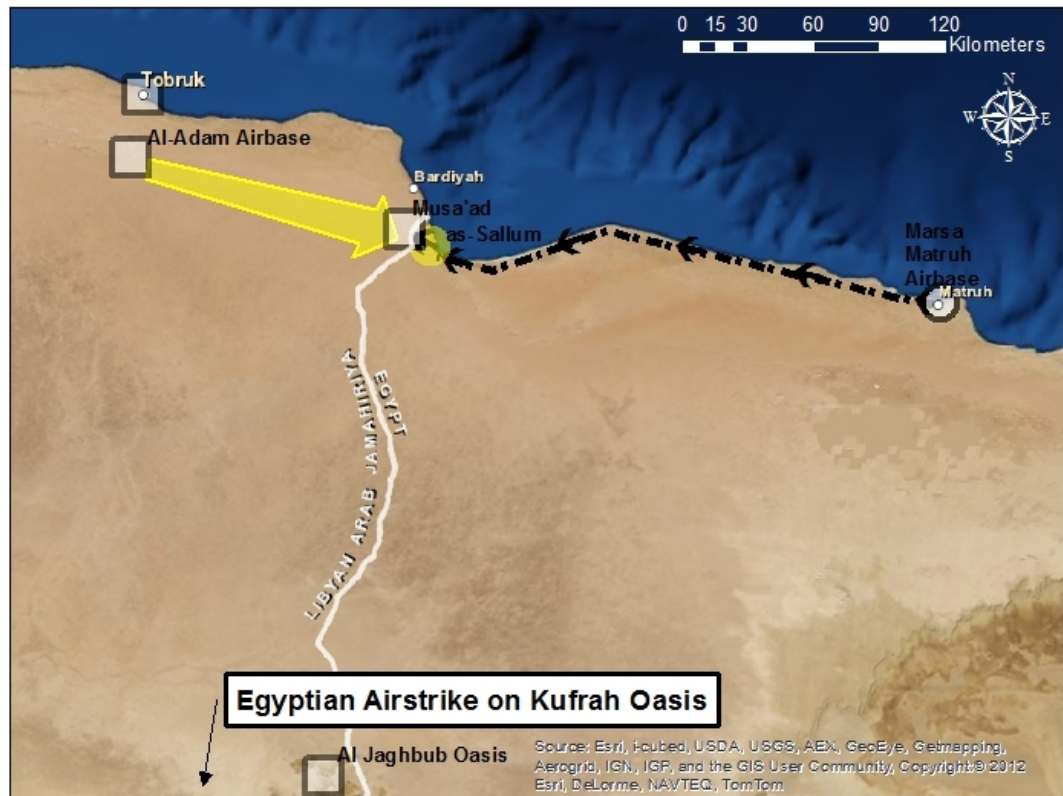 0 15 30 60 90 120
Kilometers
N
W E
S
Tobruk
Al-Adam Airbase
Bardiyah
Musa'ad
as-Sallum
Marsa
Matruh
Airbase
Matruh
LIBYAN ARAB JAMAHIRIYA
EGYPT
Egyptian Airstrike on Kufrah Oasis
Al Jaghbub Oasis
Source: Esri, i-cubed, USDA, USGS, AEX, GeoEye, Getmapping,
Aerogrid, IGN, IGP, and the GIS User Community, Copyright:© 2012
Esri, DeLorme, NAVTEQ, TomTom